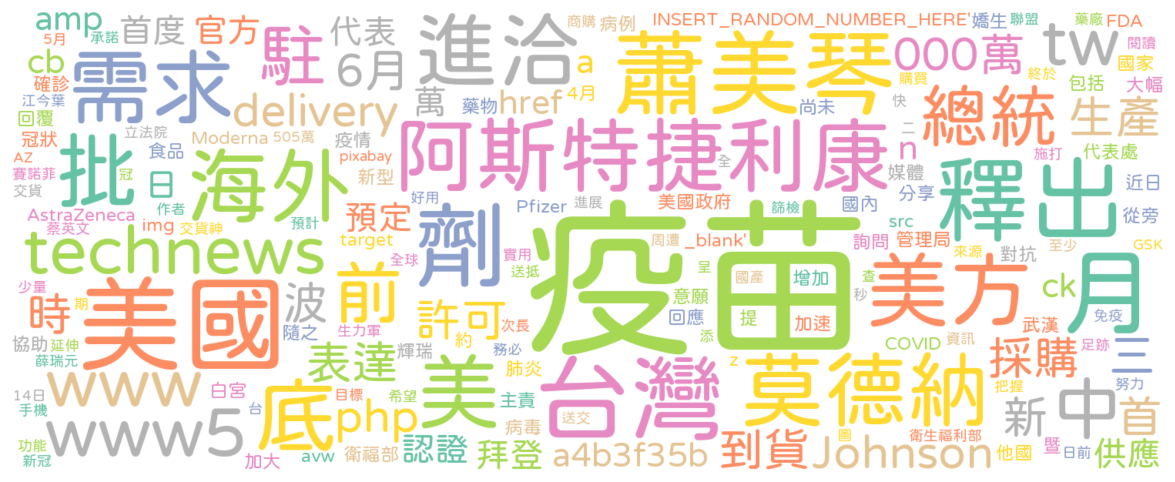 amp
5月
承諾
首度
官方
駐
代表
6月
進洽
商購
病例
INSERT_RANDOM_NUMBER_HERE'
嬌生
聯盟
藥廠
FDA
cb
確診
需求
a
4月
萬
蕭美琴
000萬
購買
tw
終於
閱讀
國家
包括
大幅
江今葉
回覆
冠狀
立法院
delivery
藥物
href
尚未
快
總統
生產
Moderna
505萬
疫情
AZ
賽諾菲
交貨
食品
批
日
海外
pixabay
新型
阿斯特捷利康
全
n
二
媒體
施打
代表處
冠
作者
AstraZeneca
蔡英文
交貨神
預計
img
預定
好用
Pfizer
進展
美國政府
篩檢
國內
分享
釋出
近日
從旁
technews
target
全球
劑
實用
送抵
疫苗
周遭
_blank'
詢問
src
管理局
來源
對抗
至少
GSK
少量
時
期
美國
波
前
呈
國產
增加
意願
查
秒
美方
ck
月
協助
延伸
薛瑞元
生力軍
隨之
許可
次長
約
務必
輝瑞
回應
提
添
加速
武漢
免疫
COVID
資訊
足跡
三
14日
手機
www
白宮
表達
目標
希望
美
肺炎
主責
台灣
送交
z
莫德納
採購
把握
努力
功能
新冠
www5
加大
台
avw
底
php
衛福部
認證
拜登
病毒
a4b3f35b
到貨
圖
Johnson
衛生福利部
他國
新
中
首
暨
日前
供應